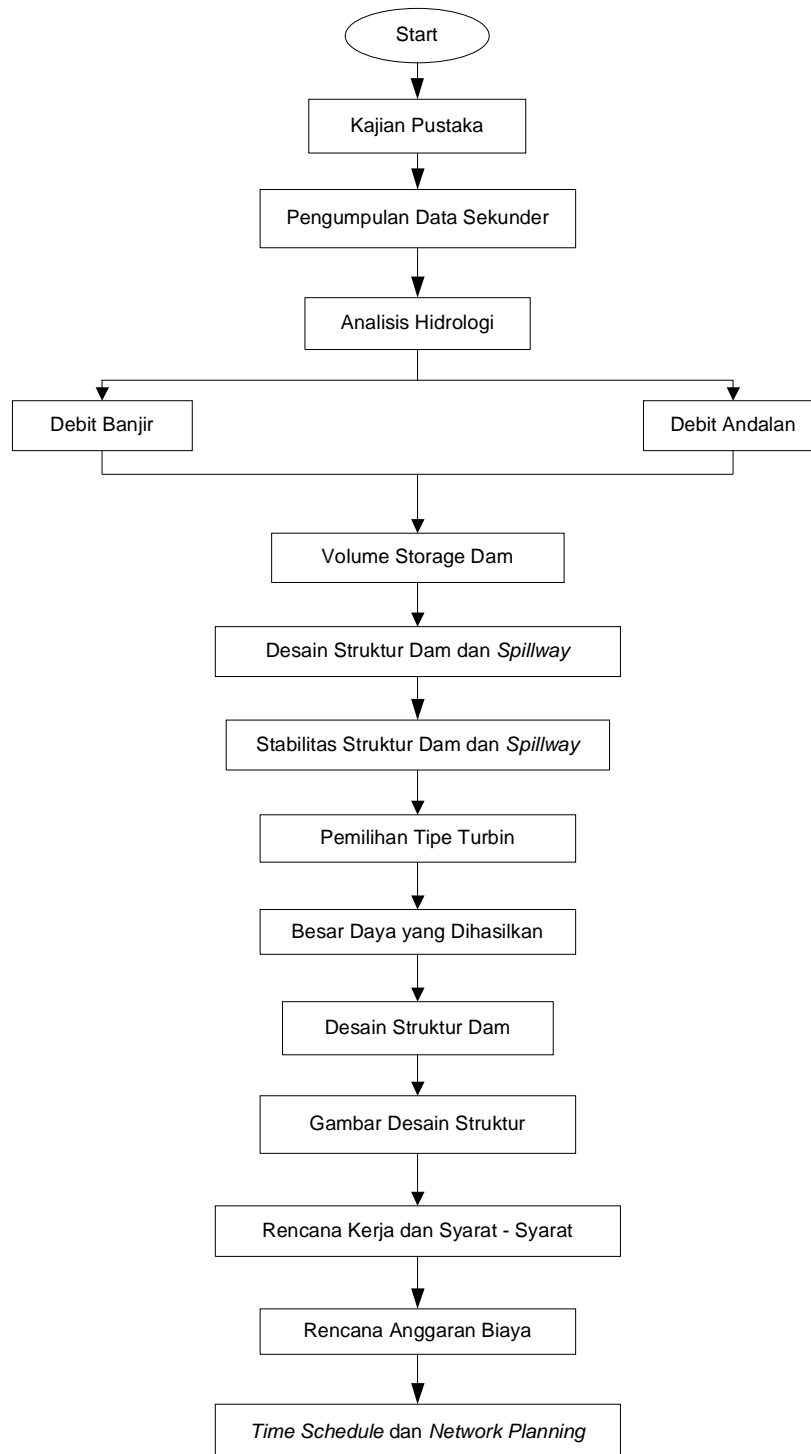 Start
Kajian Pustaka
Pengumpulan Data Sekunder
Analisis Hidrologi
Debit Banjir
Debit Andalan
Volume Storage Dam
Desain Struktur Dam dan Spillway
Stabilitas Struktur Dam dan Spillway
Pemilihan Tipe Turbin
Besar Daya yang Dihasilkan
Desain Struktur Dam
Gambar Desain Struktur
Rencana Kerja dan Syarat - Syarat
Rencana Anggaran Biaya
Time Schedule dan Network Planning